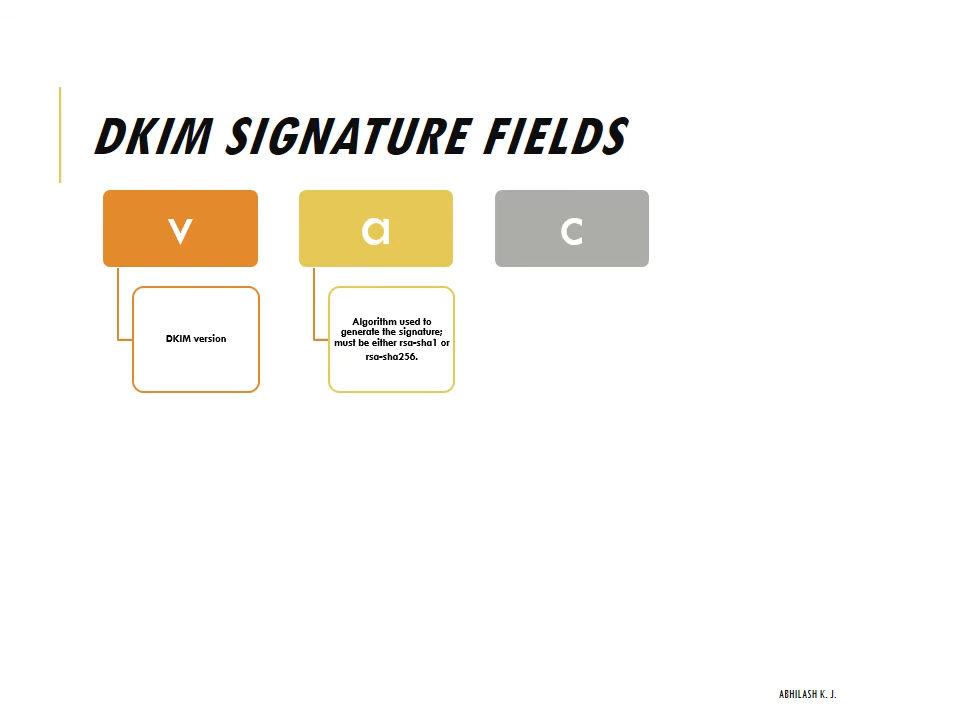 DKIM SIGNATURE FIELDS
v
a
c
DKIM version
Algorithm used to
generate the signature;
must be either rsa-sha1 or
rsa-sha256.
ABHILASH K. J.